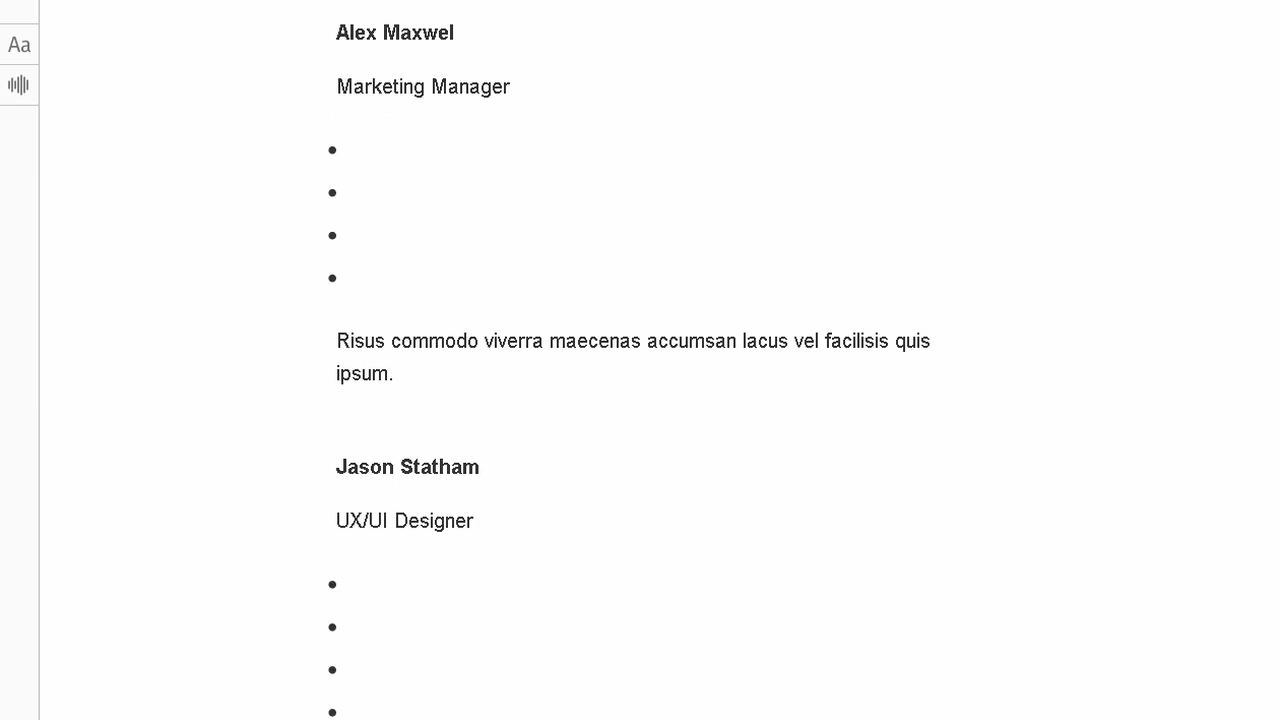 Aa
Alex Maxwel
Marketing Manager
•
•
•
•
Risus commodo viverra maecenas accumsan lacus vel facilisis quis
ipsum.
Jason Statham
UX/UI Designer
•
•
•
•